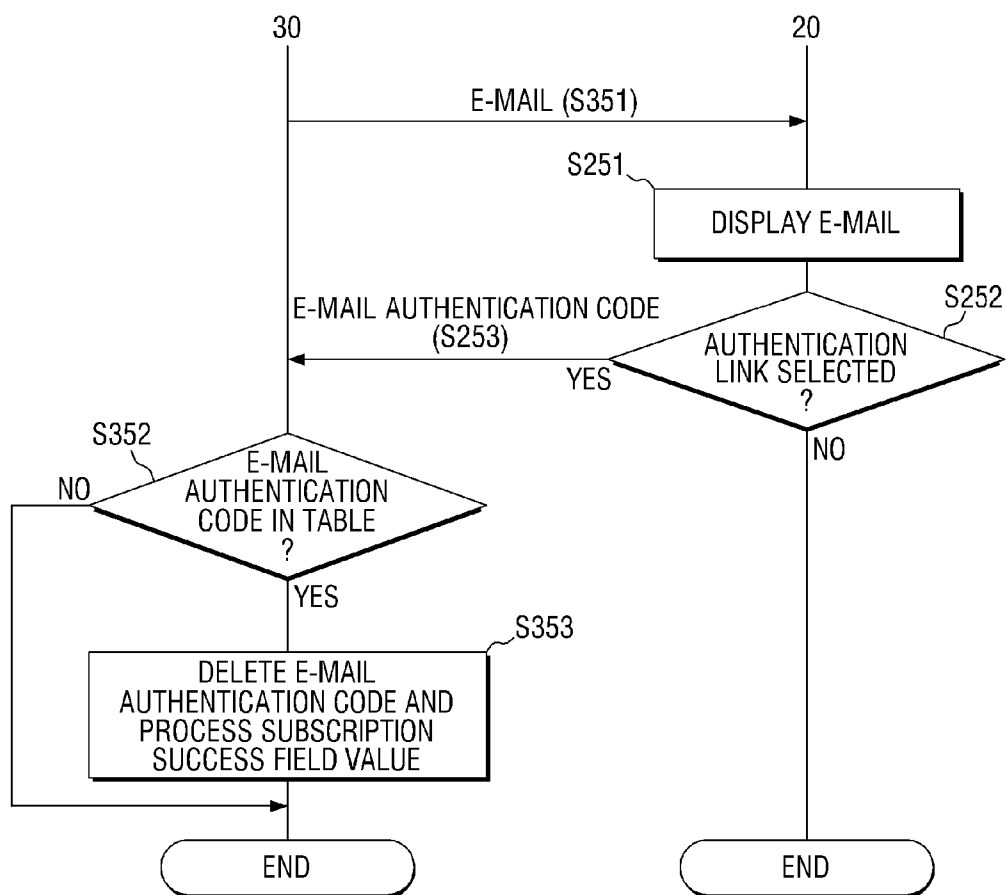 30
20
E-MAIL (S351)
S251
DISPLAY E-MAIL
E-MAIL AUTHENTICATION CODE
(S253)
S252
AUTHENTICATION
LINK SELECTED
?
YES
NO
S352
E-MAIL
AUTHENTICATION
CODE IN TABLE
?
NO
YES
S353
DELETE E-MAIL
AUTHENTICATION CODE AND
PROCESS SUBSCRIPTION
SUCCESS FIELD VALUE
END
END